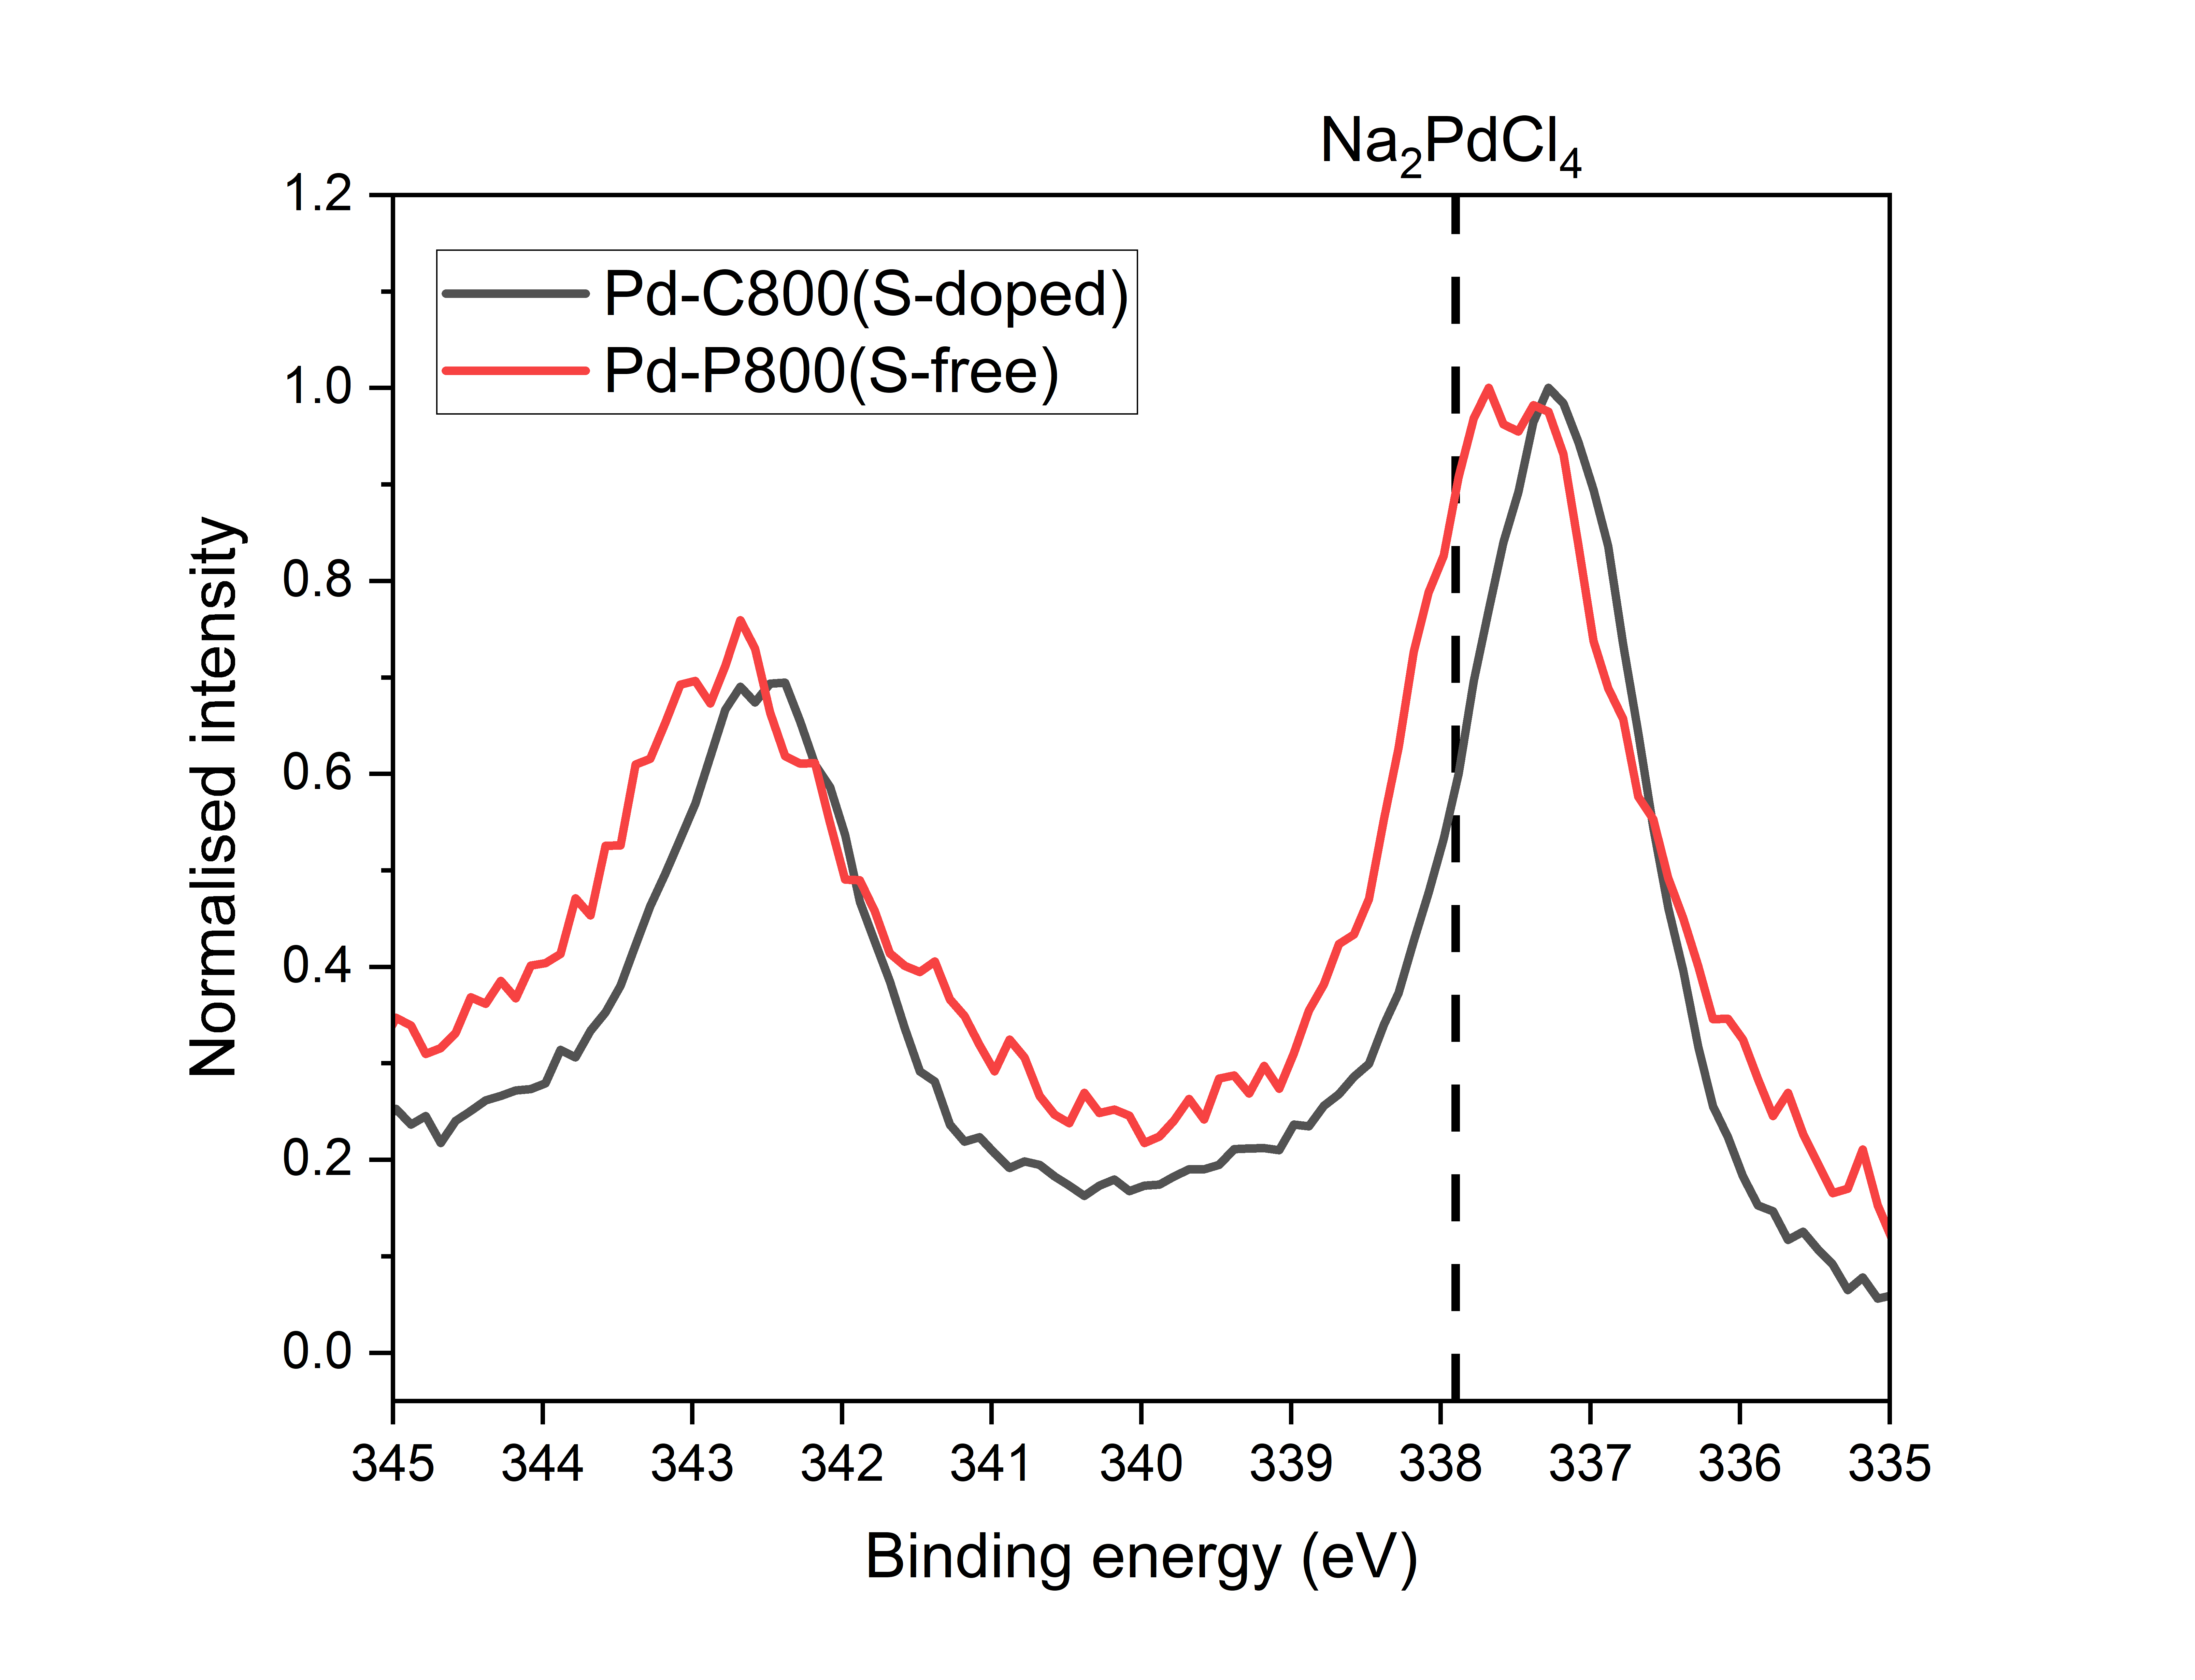 Na₂PdCl₄
1.2
Pd-C800(S-doped)
Pd-P800(S-free)
1.0
0.8
0.6
0.4
0.2
0.0
Normalised intensity
345 344 343 342 341 340 339 338 337 336 335
Binding energy (eV)